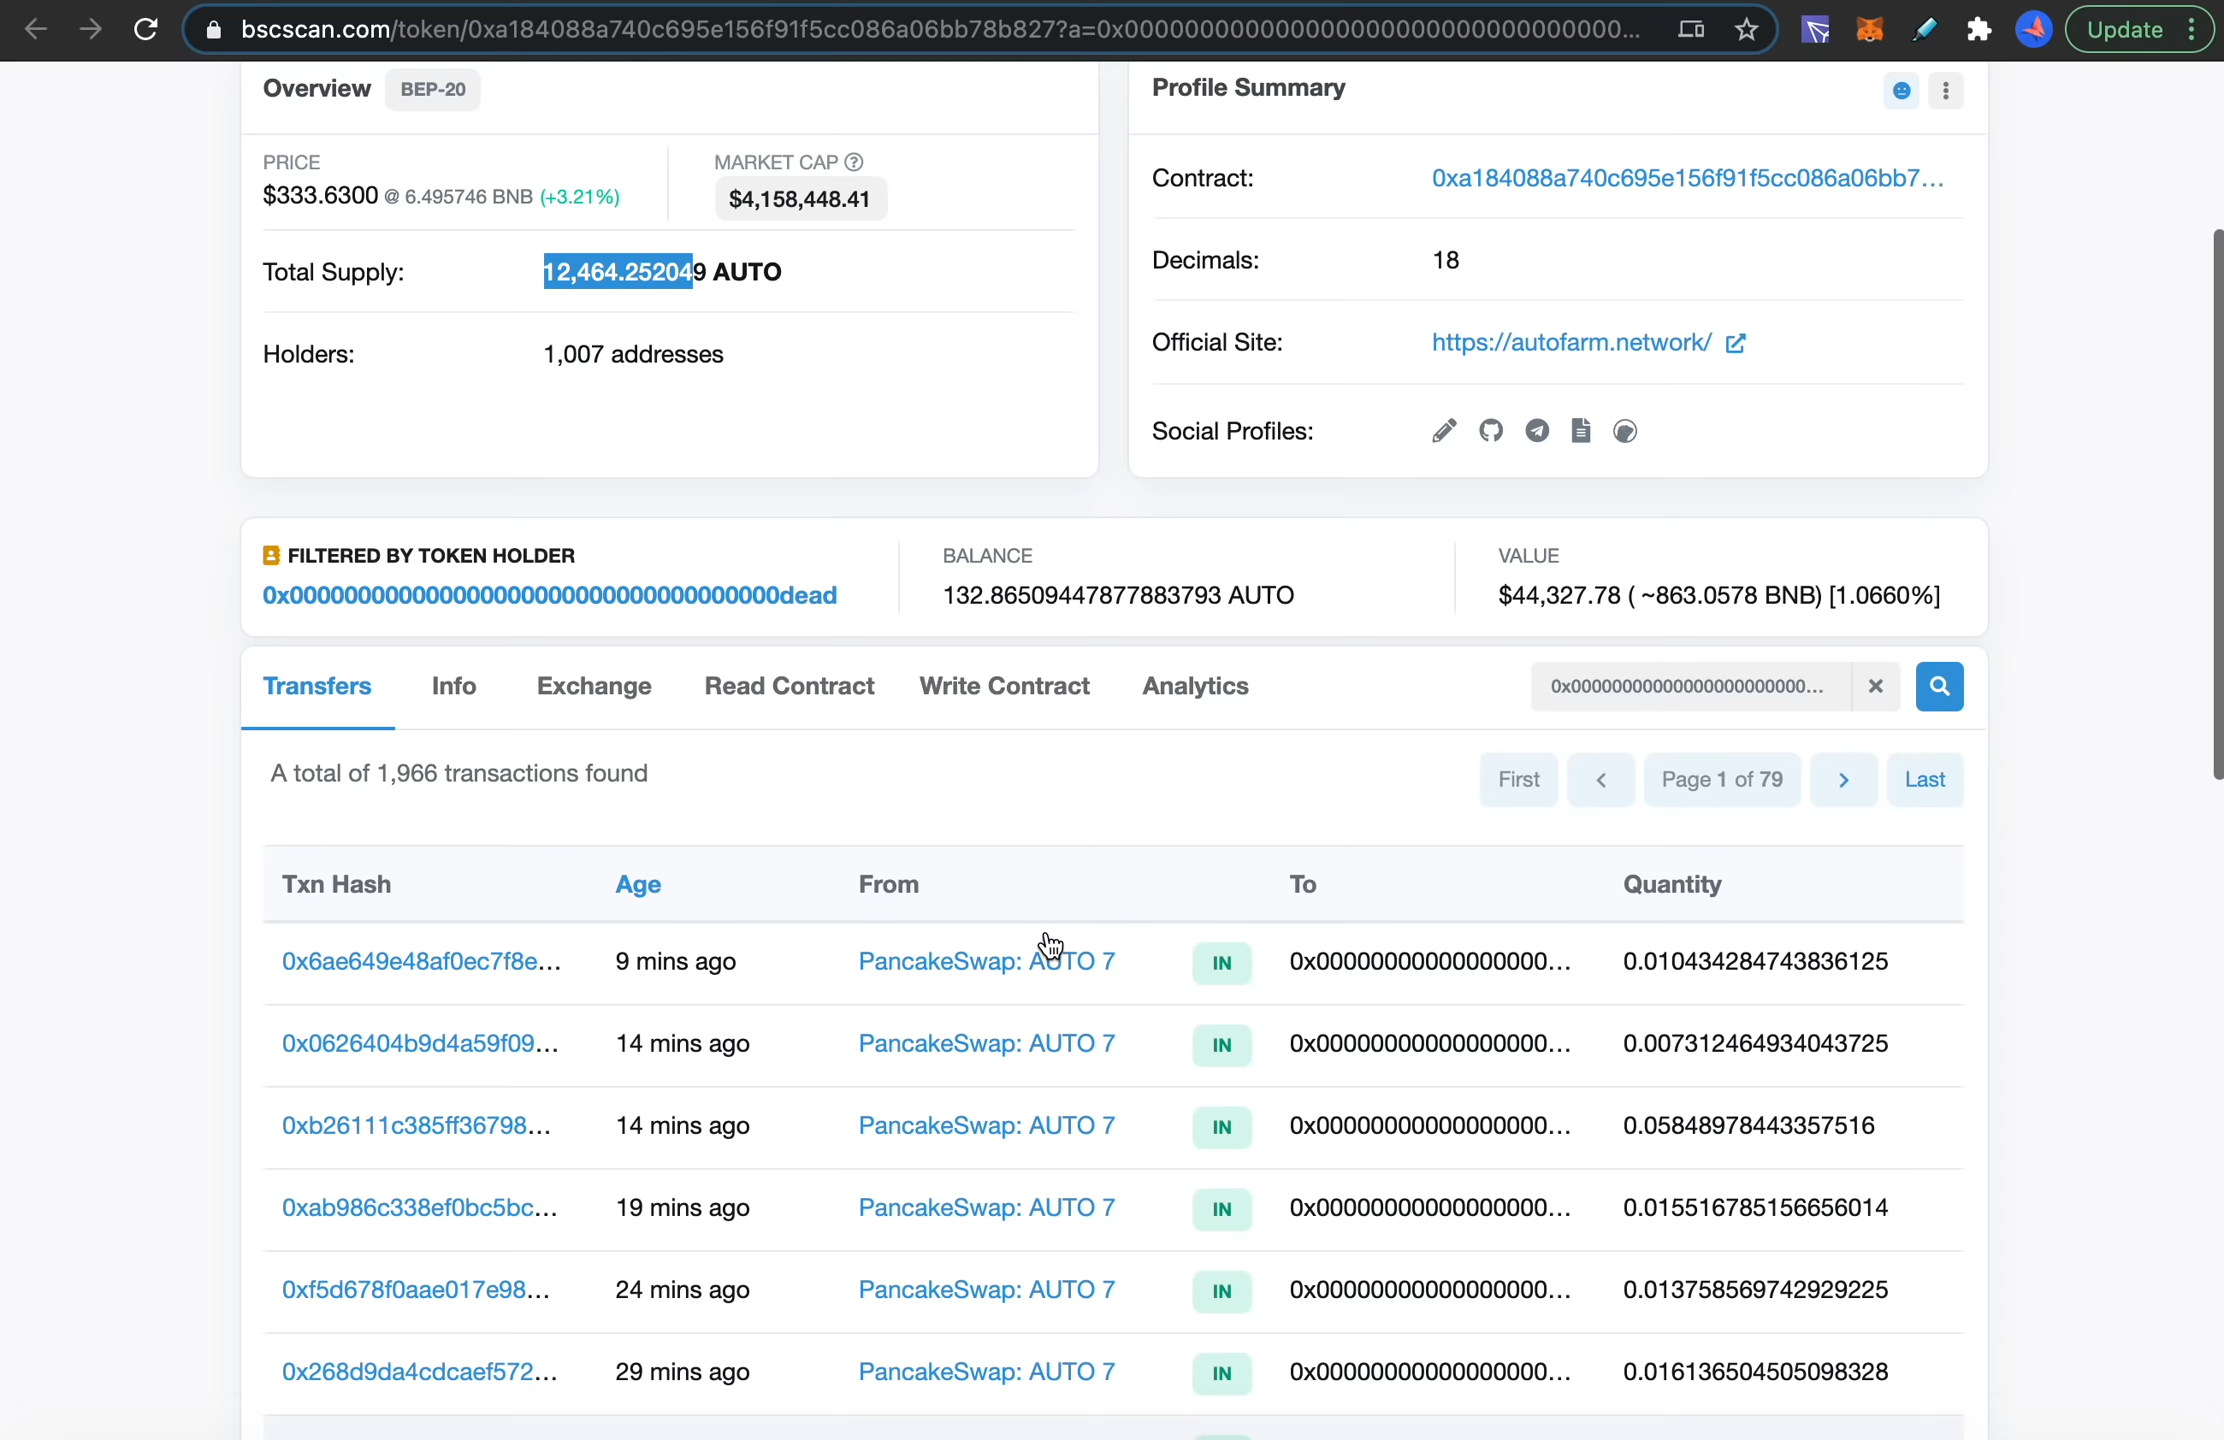 bscscan.com/token/0xa184088a740c695e156f91f5cc086a06bb78b827?a=0x00000000000000000000000000000000...
Update
Overview BEP-20
PRICE
$333.6300 @ 6.495746 BNB (+3.21%)
MARKET CAP
$4,158,448.41
Total Supply: 12,464.252049 AUTO
Holders: 1,007 addresses
Profile Summary
Contract: 0xa184088a740c695e156f91f5cc086a06bb7...
Decimals: 18
Official Site: https://autofarm.network/
Social Profiles:
FILTERED BY TOKEN HOLDER
0x000000000000000000000000000000000000dead
BALANCE
132.86509447877883793 AUTO
VALUE
$44,327.78 ( ~863.0578 BNB) [1.0660%]
Transfers Info Exchange Read Contract Write Contract Analytics
0x00000000000000000000000...
A total of 1,966 transactions found
First Page 1 of 79 Last
Txn Hash Age From To Quantity
0x6ae649e48af0ec7f8e... 9 mins ago PancakeSwap: AUTO 7 IN 0x00000000000000000... 0.010434284743836125
0x0626404b9d4a59f09... 14 mins ago PancakeSwap: AUTO 7 IN 0x00000000000000000... 0.007312464934043725
0xb26111c385ff36798... 14 mins ago PancakeSwap: AUTO 7 IN 0x00000000000000000... 0.05848978443357516
0xab986c338ef0bc5bc... 19 mins ago PancakeSwap: AUTO 7 IN 0x00000000000000000... 0.015516785156656014
0xf5d678f0aae017e98... 24 mins ago PancakeSwap: AUTO 7 IN 0x00000000000000000... 0.013758569742929225
0x268d9da4cdcaef572... 29 mins ago PancakeSwap: AUTO 7 IN 0x00000000000000000... 0.016136504505098328